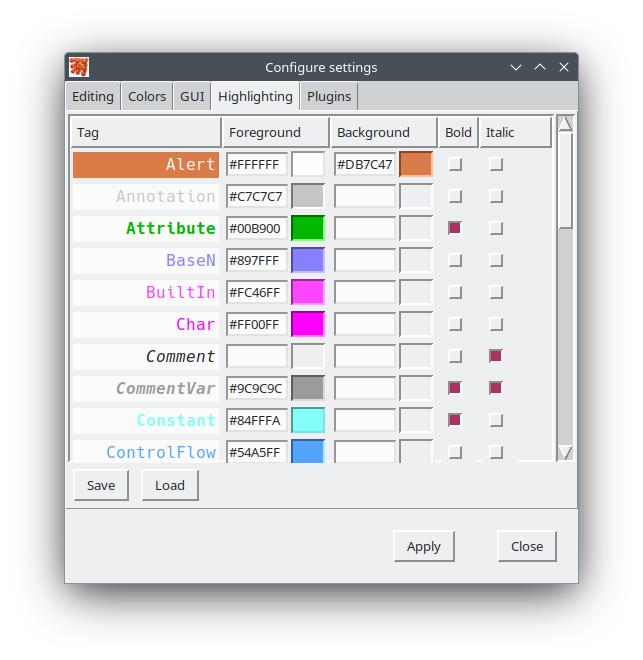 Configure settings
Editing Colors GUI Highlighting Plugins
Tag Foreground Background Bold Italic
Alert #FFFFFF #DB7C47
Annotation #C7C7C7
Attribute #00B900
BaseN #897FFF
BuiltIn #FC46FF
Char #FF00FF
Comment
CommentVar #9C9C9C
Constant #84FFFA
ControlFlow #54A5FF
Save Load
Apply Close